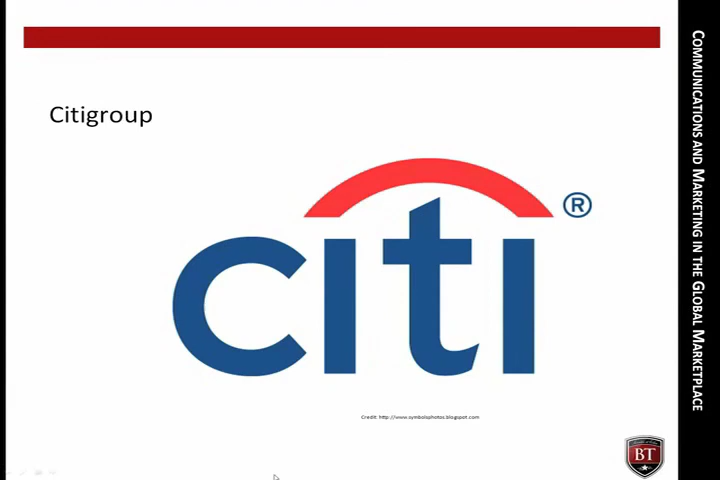 Citigroup
citi®
Credit: http://www.symbolsphotos.blogspot.com
COMMUNICATIONS AND MARKETING IN THE GLOBAL MARKETPLACE
BT